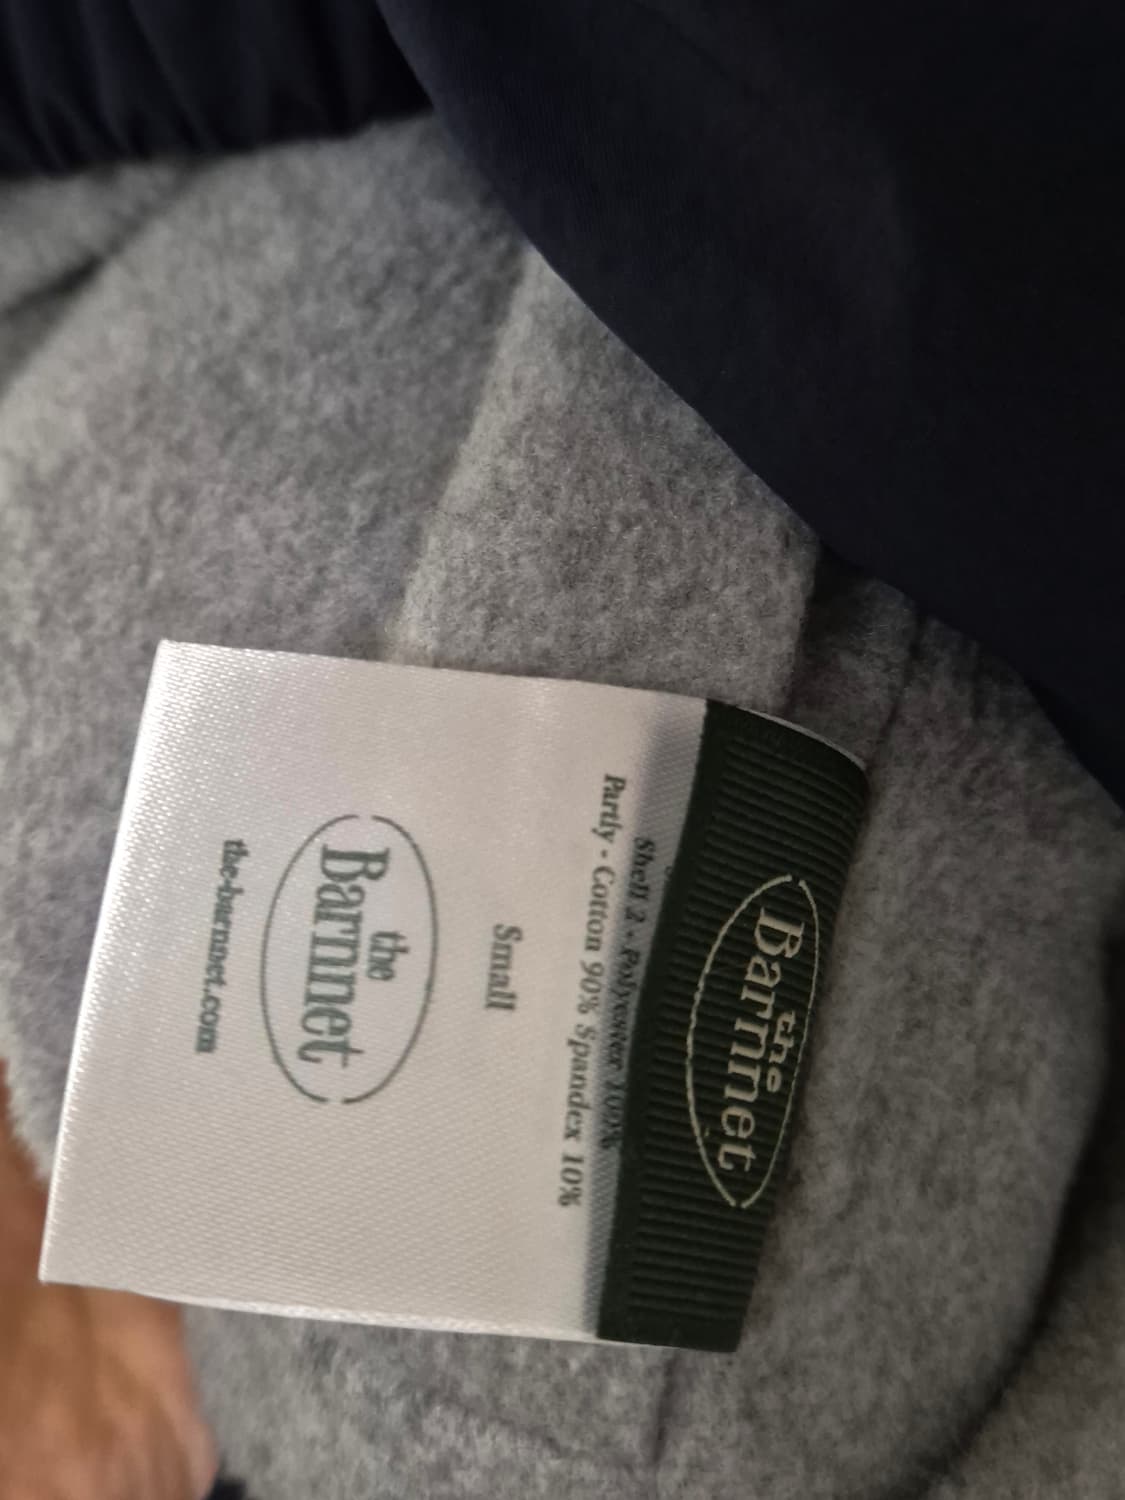 the
Barnnet
Shell 2 - Polyester 100%
Partly - Cotton 90% Spandex 10%
Small
the
Barnnet
the-barnnet.com